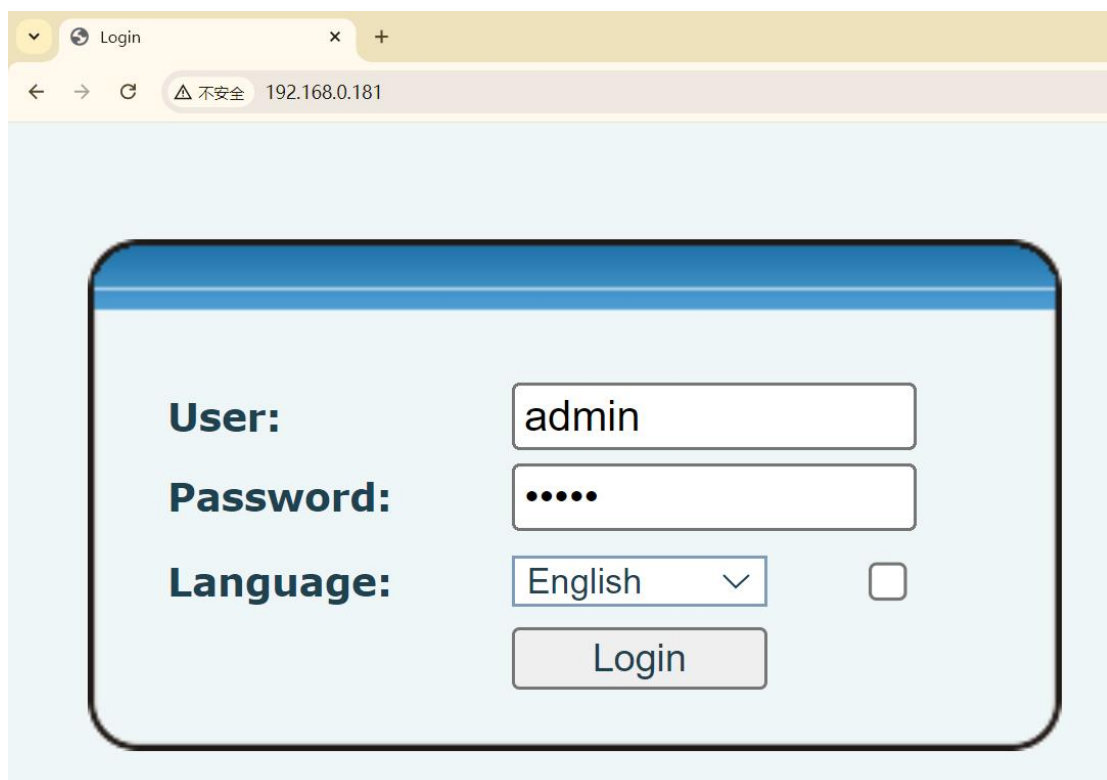 Login
不安全 192.168.0.181
User: admin
Password: •••••
Language: English
Login